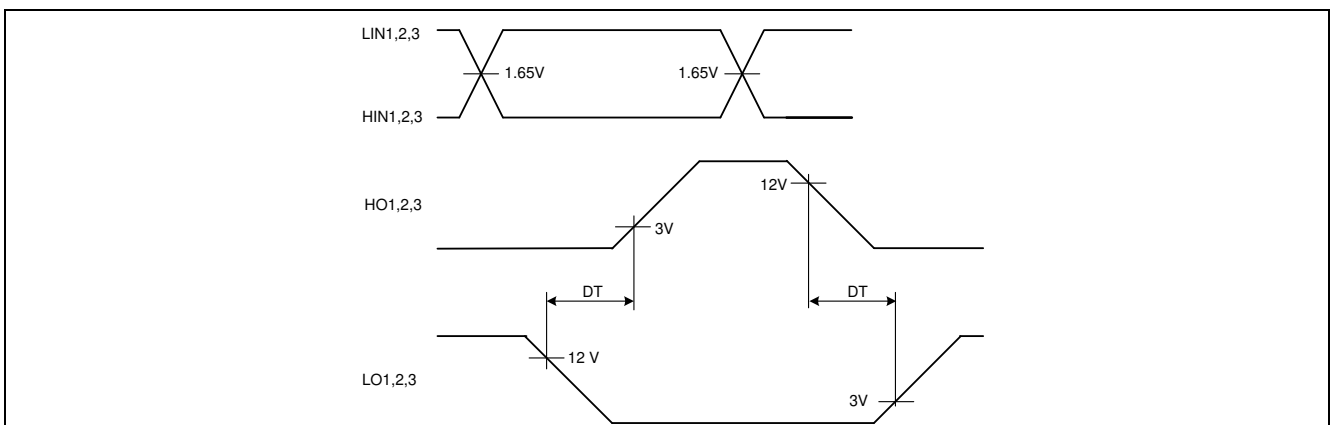 LIN1,2,3
1.65V 1.65V
HIN1,2,3
12V
HO1,2,3
3V
DT DT
12 V
LO1,2,3
3V